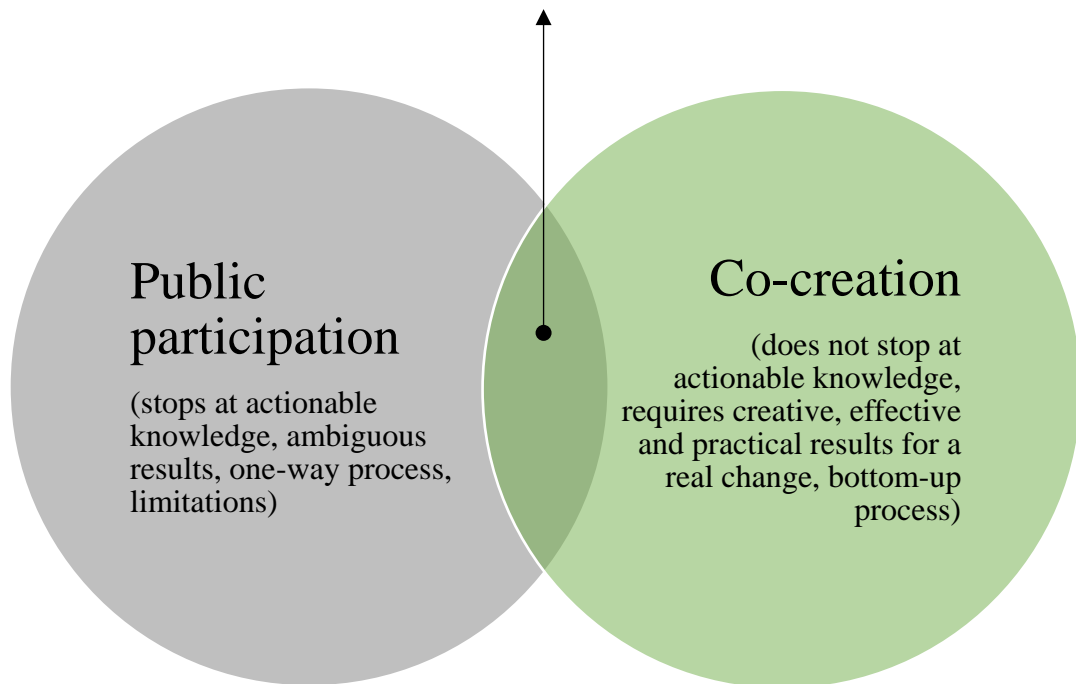 Public
participation
(stops at actionable
knowledge, ambiguous
results, one-way process,
limitations)
Co-creation
(does not stop at
actionable knowledge,
requires creative, effective
and practical results for a
real change, bottom-up
process)